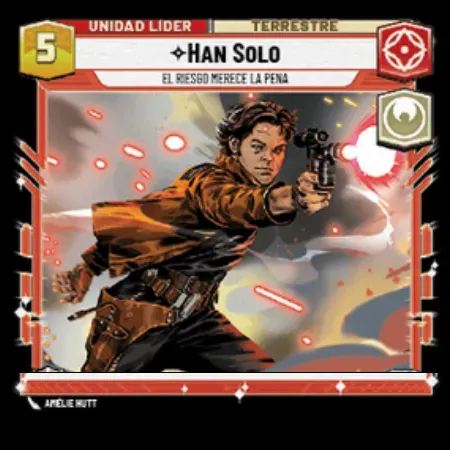 UNIDAD LÍDER TERRESTRE
5
HAN SOLO
EL RIESGO MERECE LA PENA
AMÉLIE HUTT